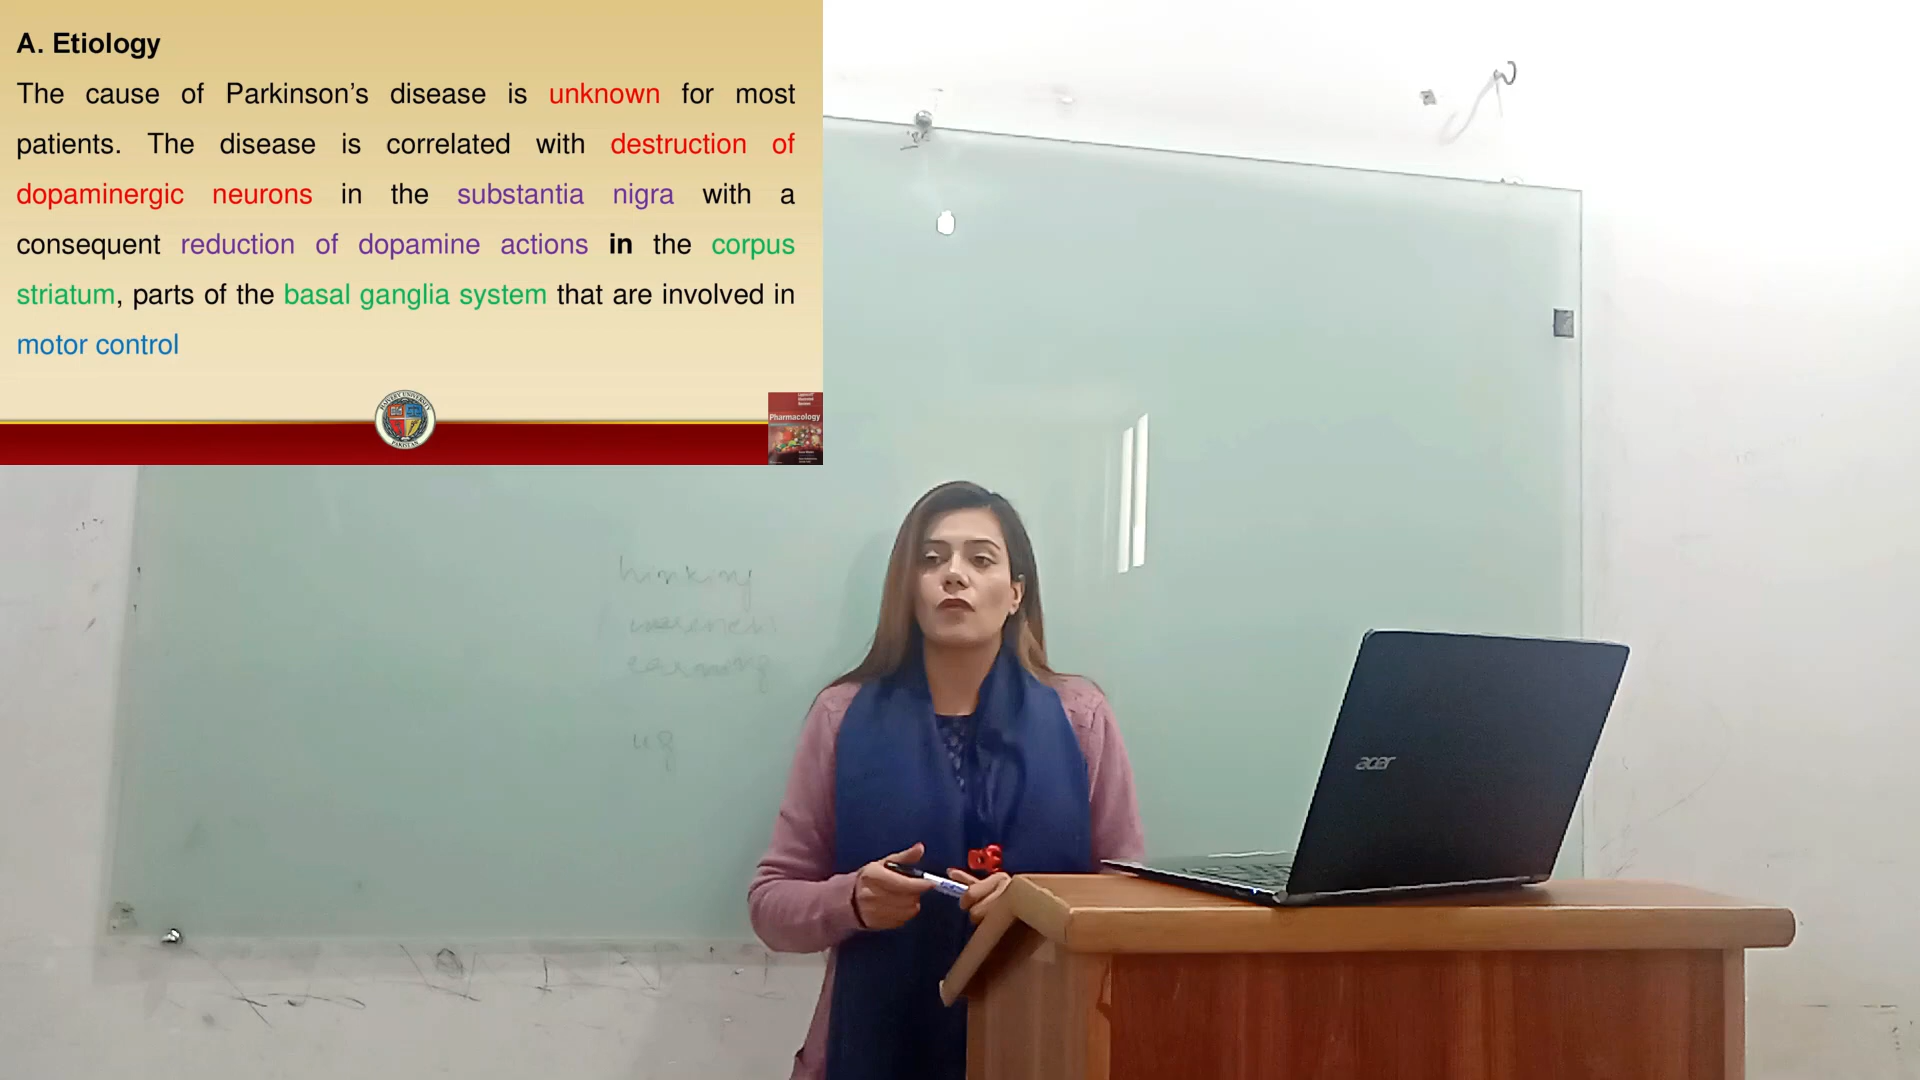 A. Etiology
The cause of Parkinson’s disease is unknown for most
patients. The disease is correlated with destruction of
dopaminergic neurons in the substantia nigra with a
consequent reduction of dopamine actions in the corpus
striatum, parts of the basal ganglia system that are involved in
motor control
Pharmacology
acer